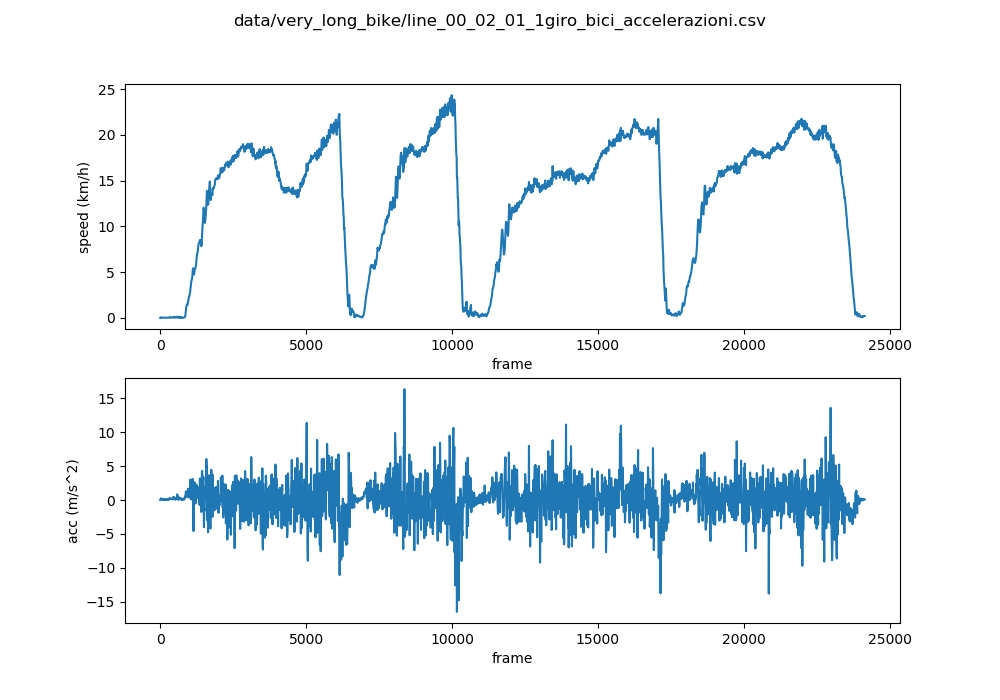 data/very_long_bike/line_00_02_01_1giro_bici_accelerazioni.csv
25
20
15
10
5
0
speed (km/h)
0 5000 10000 15000 20000 25000
frame
15
10
5
0
−5
−10
−15
acc (m/s^2)
0 5000 10000 15000 20000 25000
frame